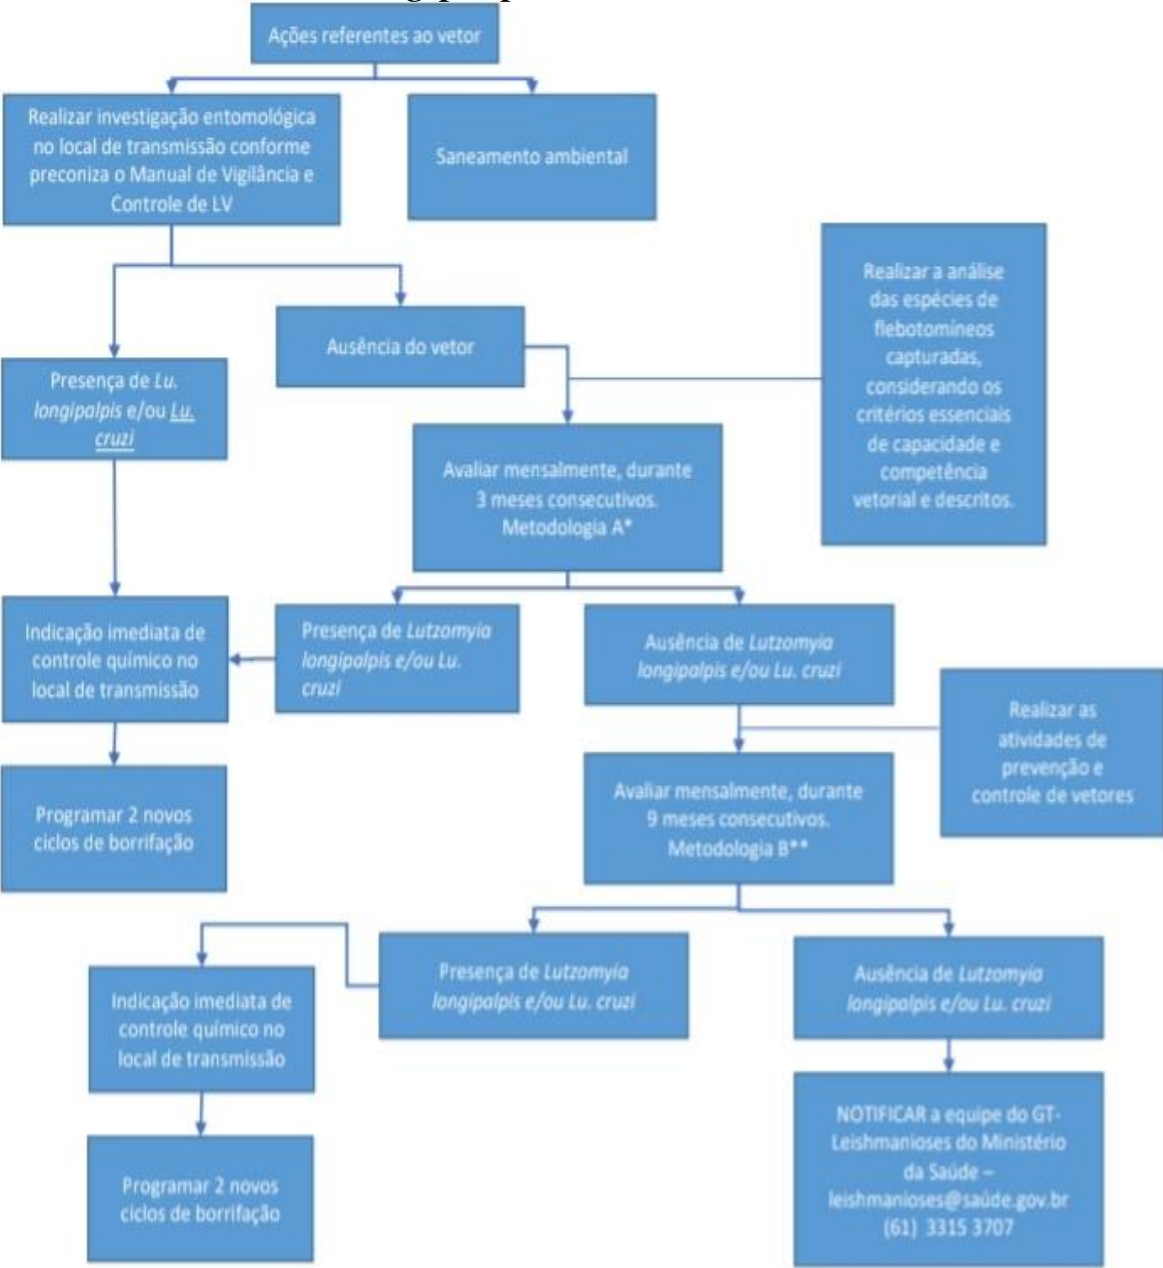 Ações referentes ao vetor
Realizar investigação entomológica
no local de transmissão conforme
preconiza o Manual de Vigilância e
Controle de LV
Saneamento ambiental
Realizar a análise
das espécies de
flebotomíneos
capturadas,
considerando os
critérios essenciais
de capacidade e
competência
vetorial e descritos.
Ausência do vetor
Presença de Lu.
longipalpis e/ou Lu.
cruzi
Avaliar mensalmente, durante
3 meses consecutivos.
Metodologia A*
Indicação imediata de
controle químico no
local de transmissão
Presença de Lutzomyia
longipalpis e/ou Lu.
cruzi
Ausência de Lutzomyia
longipalpis e/ou Lu. cruzi
Realizar as
atividades de
prevenção e
controle de vetores
Programar 2 novos
ciclos de borrifação
Avaliar mensalmente, durante
9 meses consecutivos.
Metodologia B**
Presença de Lutzomyia
longipalpis e/ou Lu. cruzi
Ausência de Lutzomyia
longipalpis e/ou Lu. cruzi
Indicação imediata de
controle químico no
local de transmissão
Programar 2 novos
ciclos de borrifação
NOTIFICAR a equipe do GT-
Leishmanioses do Ministério
da Saúde –
leishmanioses@saúde.gov.br
(61) 3315 3707